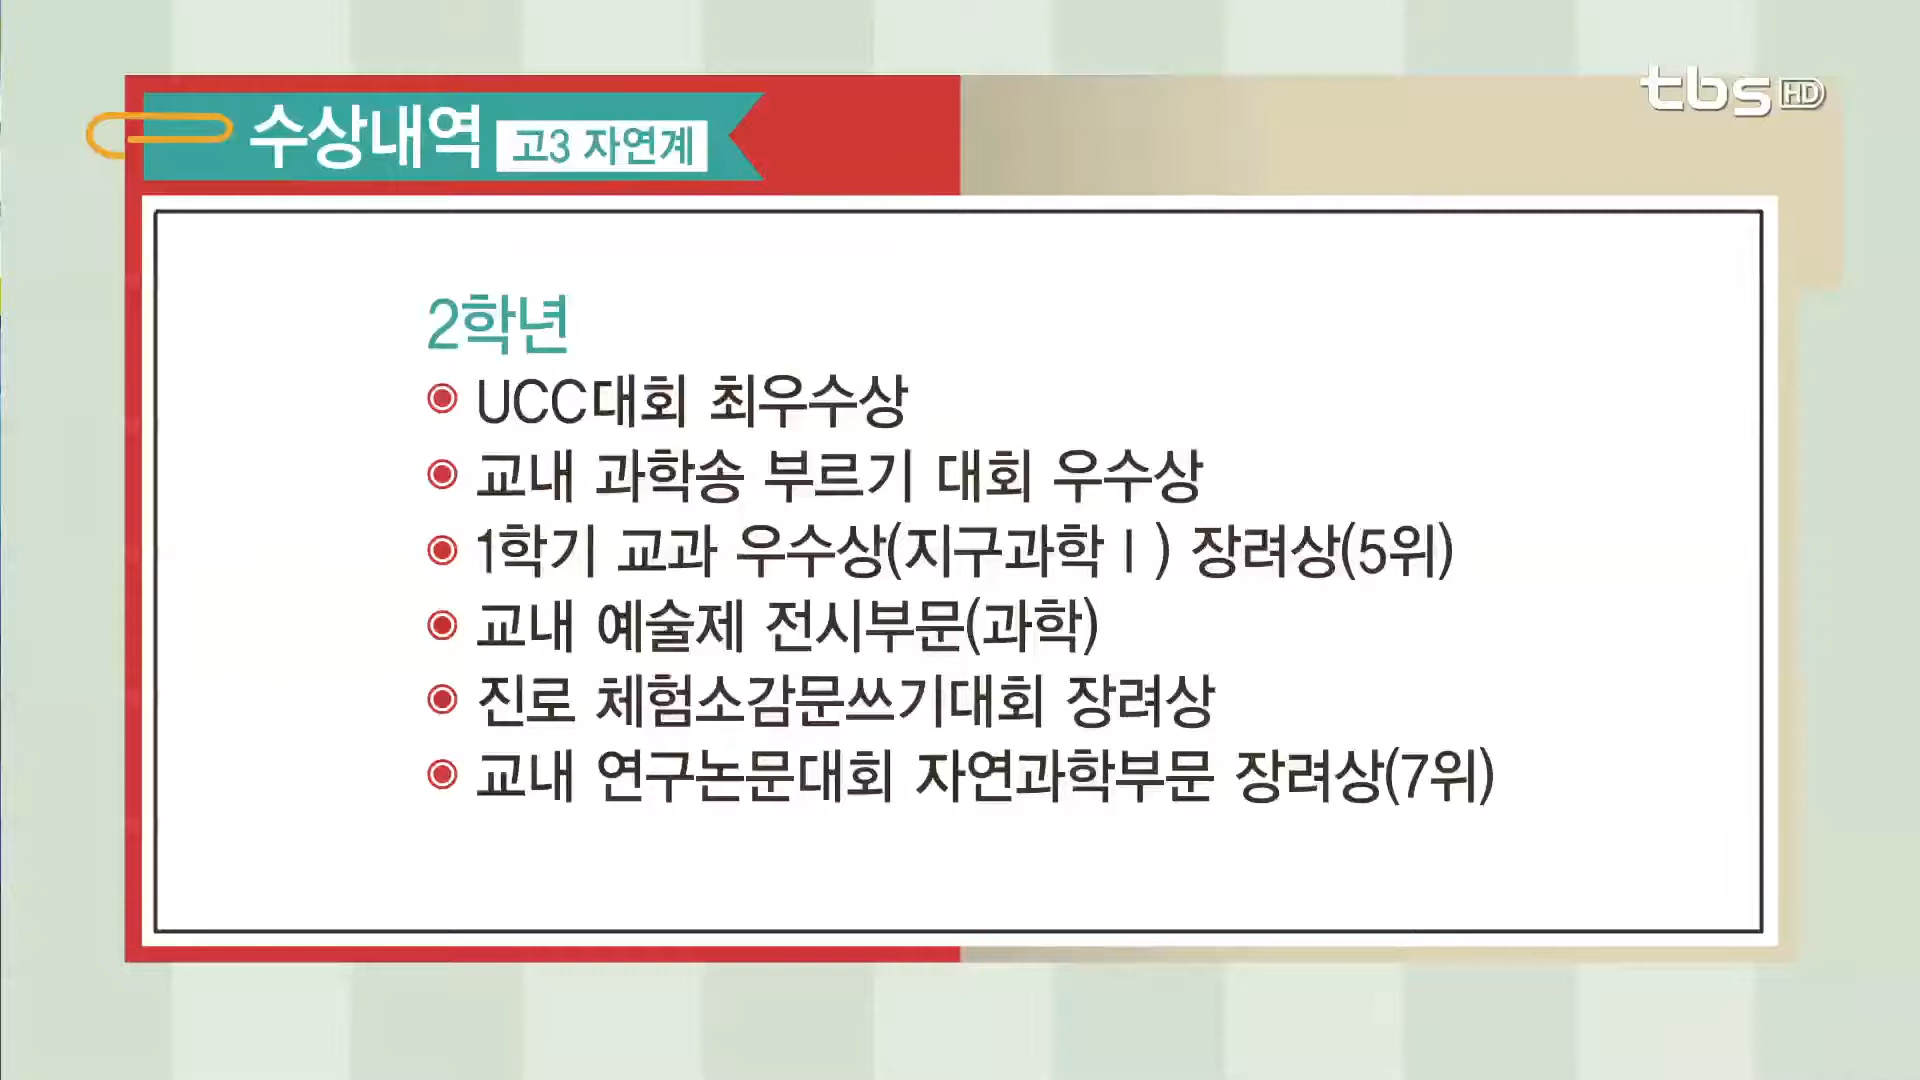 수상내역 고3 자연계
tbs HD
2학년
UCC대회 최우수상
교내 과학송 부르기 대회 우수상
1학기 교과 우수상(지구과학Ⅰ) 장려상(5위)
교내 예술제 전시부문(과학)
진로 체험소감문쓰기대회 장려상
교내 연구논문대회 자연과학부문 장려상(7위)